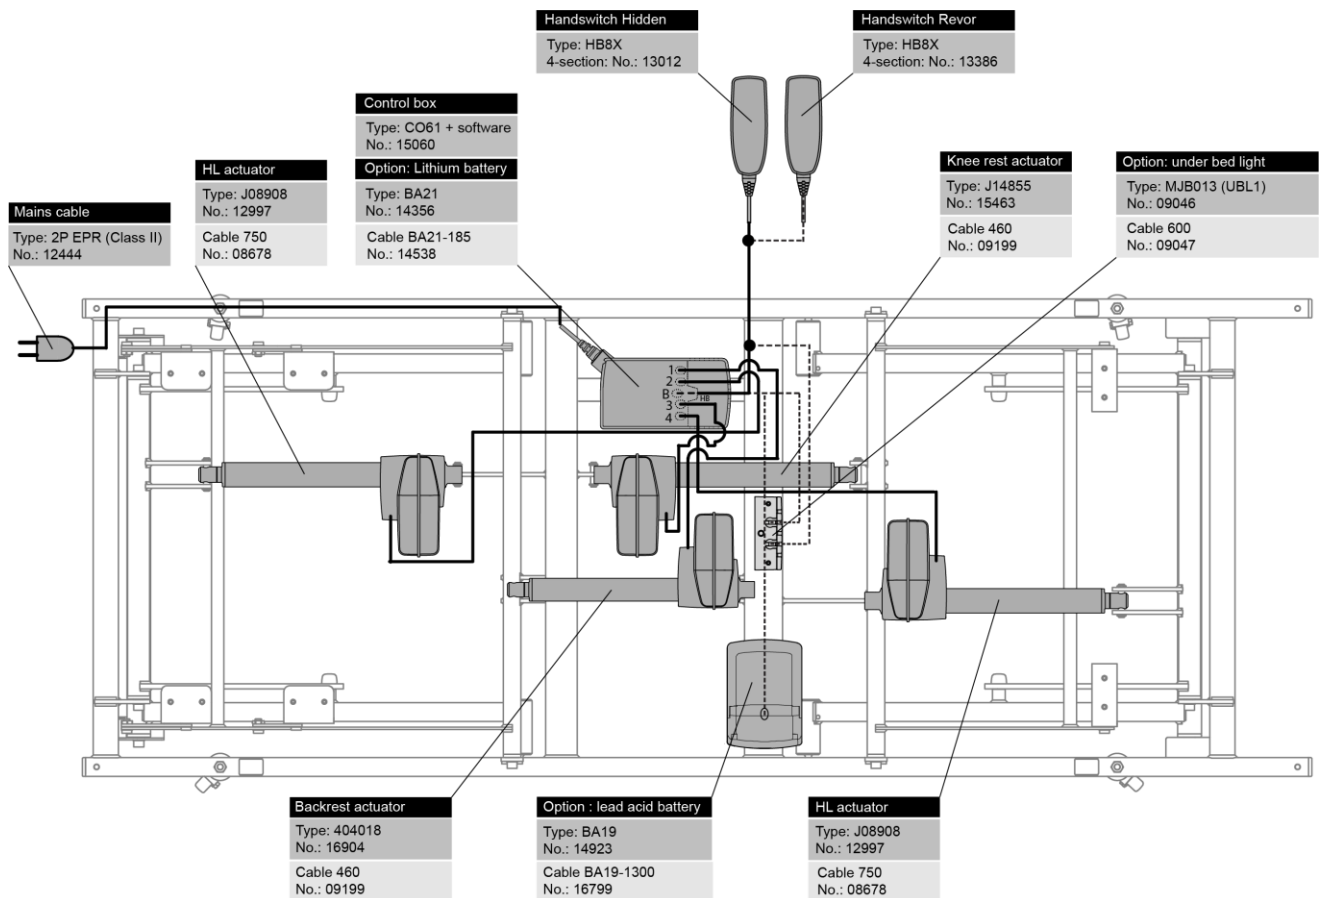 Handswitch Hidden
Type: HB8X
4-section: No.: 13012
Handswitch Revor
Type: HB8X
4-section: No.: 13386
Control box
Type: CO61 + software
No.: 15060
Option: Lithium battery
Type: BA21
No.: 14356
Cable BA21-185
No.: 14538
HL actuator
Type: J08908
No.: 12997
Cable 750
No.: 08678
Mains cable
Type: 2P EPR (Class II)
No.: 12444
Knee rest actuator
Type: J14855
No.: 15463
Cable 460
No.: 09199
Option: under bed light
Type: MJB013 (UBL1)
No.: 09046
Cable 600
No.: 09047
1
2
B
HB
3
4
Backrest actuator
Type: 404018
No.: 16904
Cable 460
No.: 09199
Option : lead acid battery
Type: BA19
No.: 14923
Cable BA19-1300
No.: 16799
HL actuator
Type: J08908
No.: 12997
Cable 750
No.: 08678